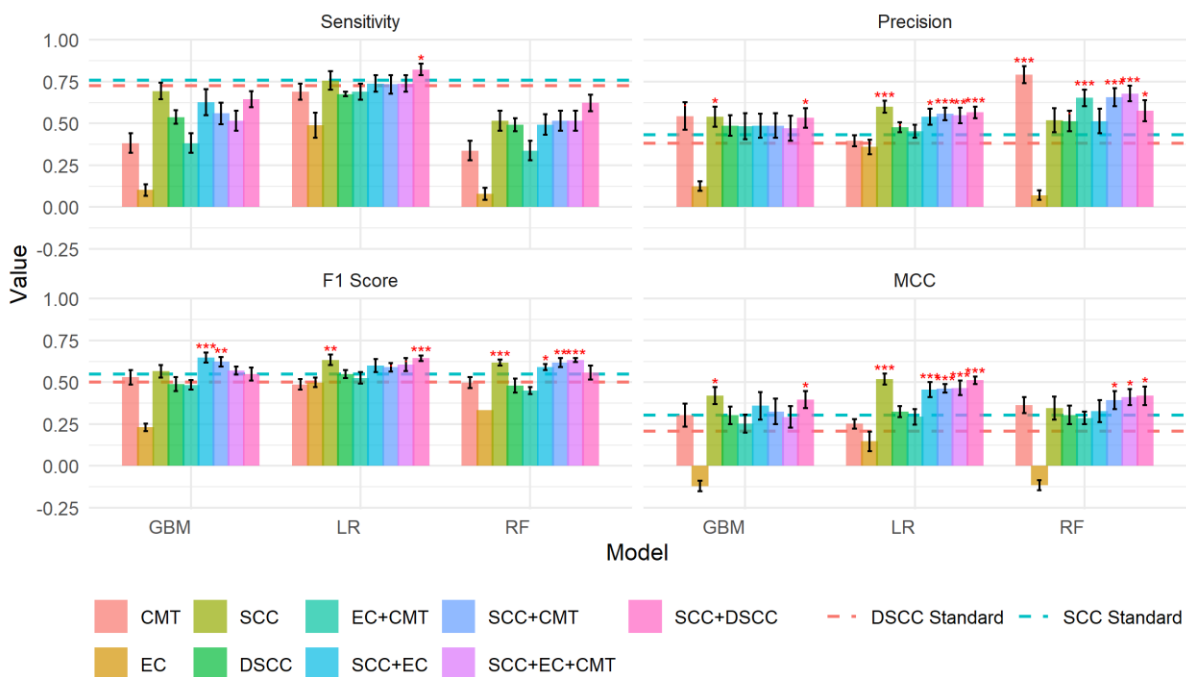 Sensitivity
Precision
1.00
0.75
0.50
0.25
0.00
-0.25
*
*** 
* * *** * *** ** *** *** *** *** *
F1 Score
MCC
1.00
0.75
0.50
0.25
0.00
-0.25
*** ** ** *** *** * ** ***
* * *** *** *** *** *** * * *
GBM LR RF GBM LR RF
Value
Model
CMT SCC EC+CMT SCC+CMT SCC+DSCC DSCC Standard SCC Standard
EC DSCC SCC+EC SCC+EC+CMT